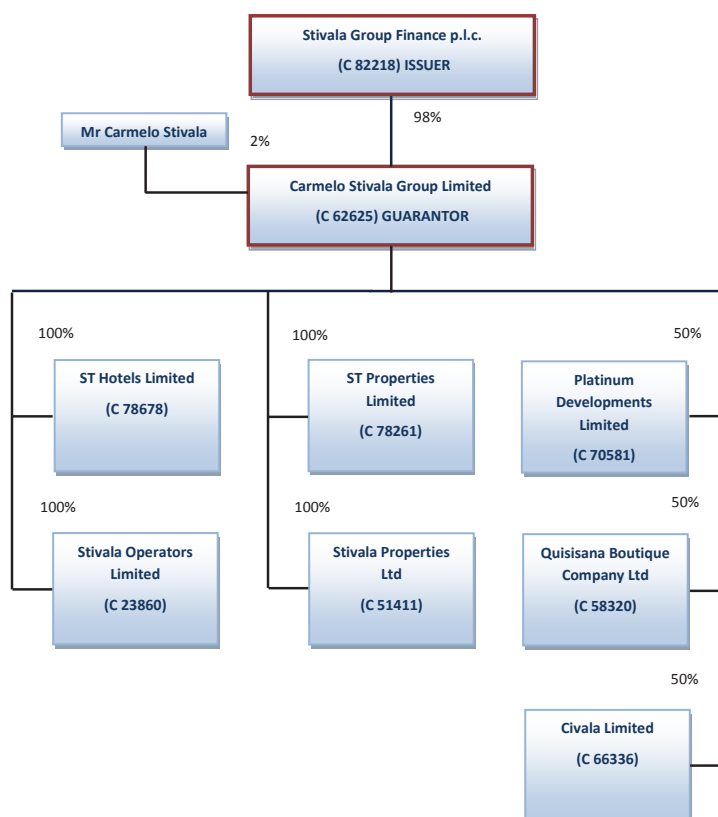 Stivala Group Finance p.l.c.
(C 82218) ISSUER
98%
Mr Carmelo Stivala
2%
Carmelo Stivala Group Limited
(C 62625) GUARANTOR
100%
100%
50%
ST Hotels Limited
(C 78678)
ST Properties
Limited
(C 78261)
Platinum
Developments
Limited
(C 70581)
100%
100%
50%
Stivala Operators
Limited
(C 23860)
Stivala Properties
Ltd
(C 51411)
Quisisana Boutique
Company Ltd
(C 58320)
50%
Civala Limited
(C 66336)